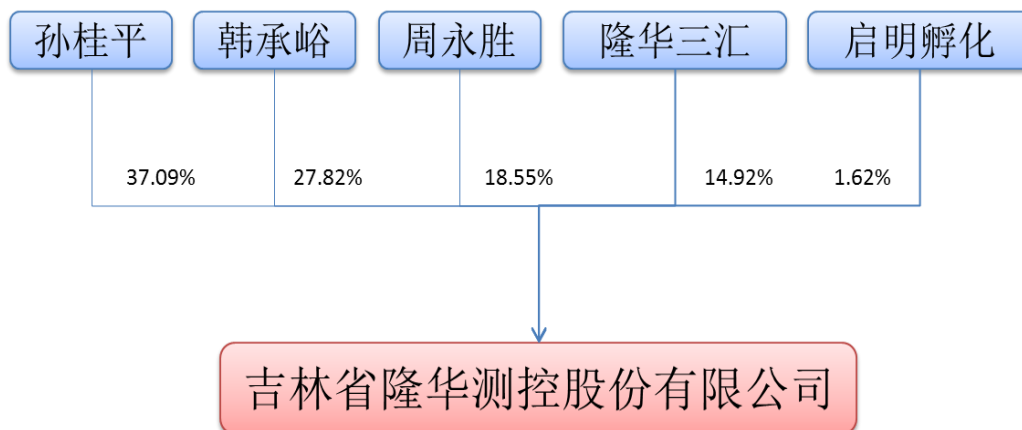 孙桂平
韩承峪
周永胜
隆华三汇
启明孵化
37.09%
27.82%
18.55%
14.92%
1.62%
吉林省隆华测控股份有限公司